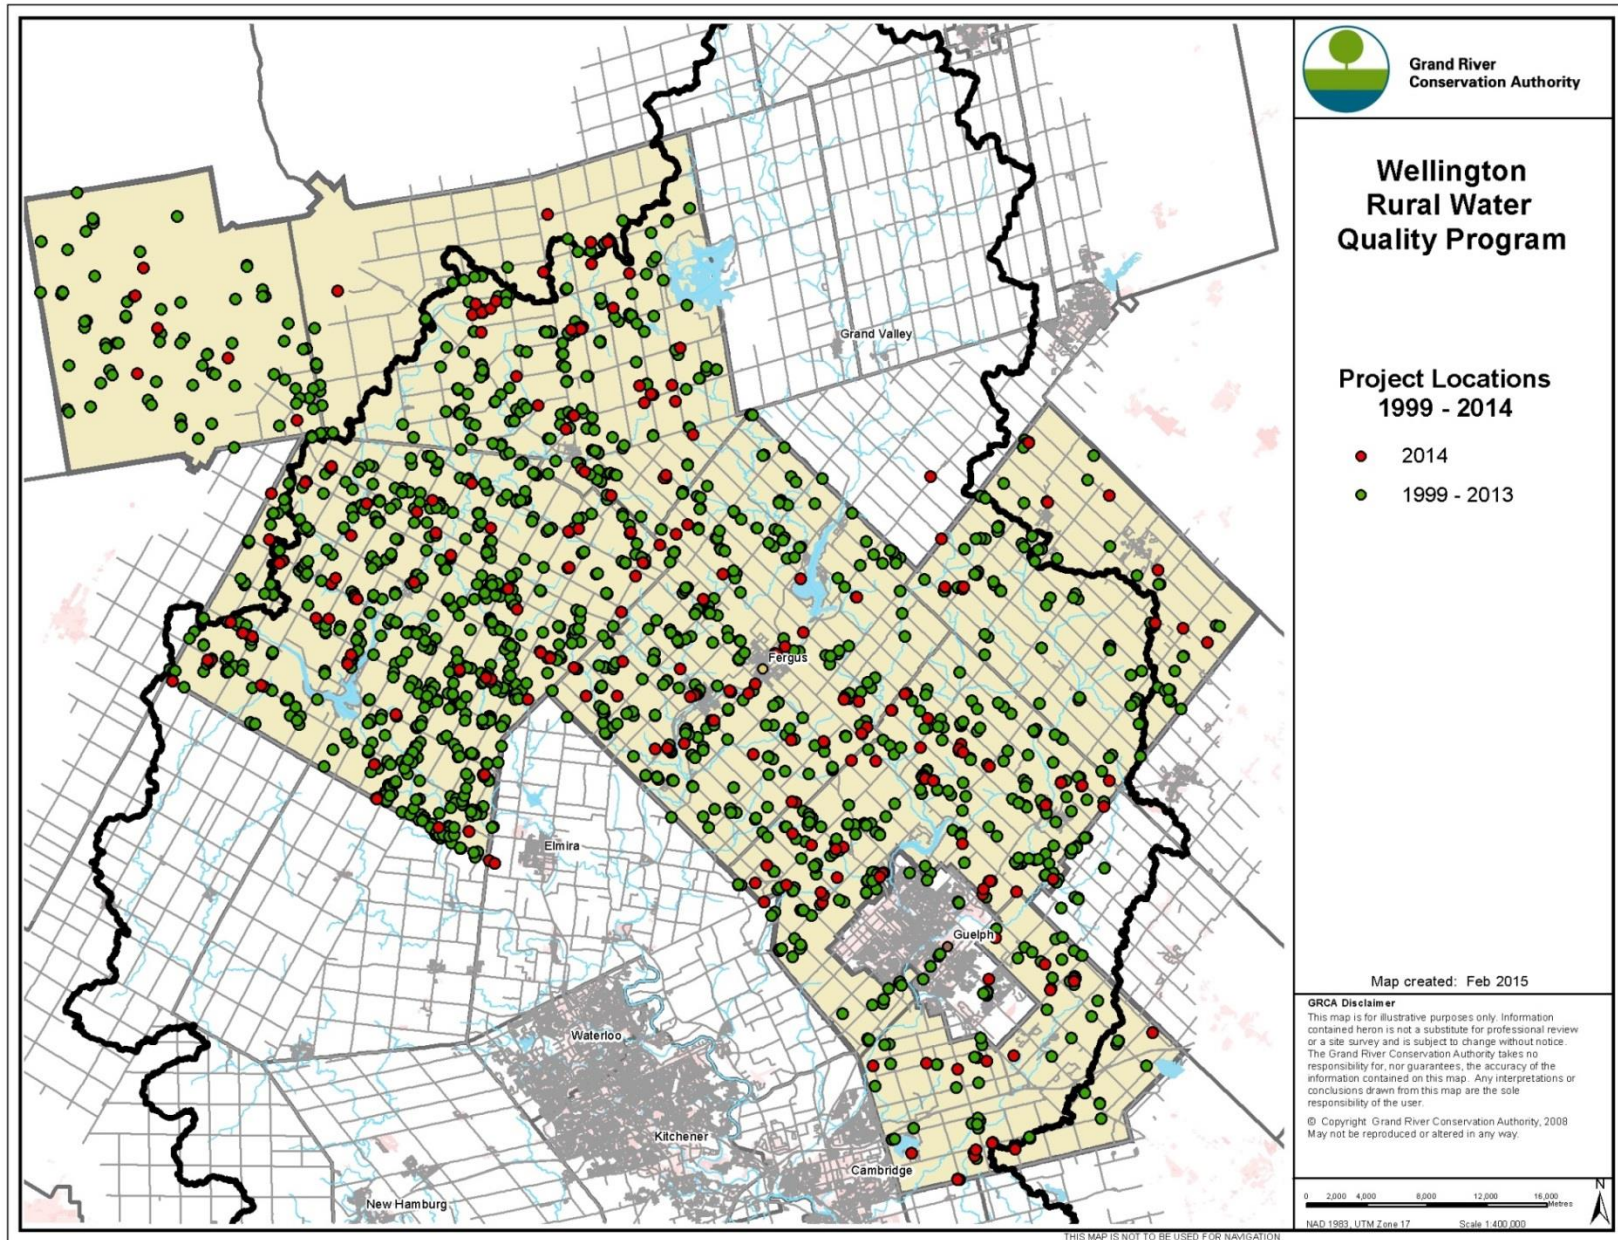 Grand River
Conservation Authority
Wellington
Rural Water
Quality Program
Project Locations
1999 - 2014
2014
1999 - 2013
Grand Valley
Fergus
Elmira
Guelph
Waterloo
Kitchener
Cambridge
New Hamburg
Map created: Feb 2015
GRCA Disclaimer
This map is for illustrative purposes only. Information
contained heron is not a substitute for professional review
or a site survey and is subject to change without notice.
The Grand River Conservation Authority takes no
responsibility for, nor guarantees, the accuracy of the
information contained on this map. Any interpretations or
conclusions drawn from this map are the sole
responsibility of the user.
© Copyright Grand River Conservation Authority, 2008
May not be reproduced or altered in any way.
N
0 2,000 4,000 8,000 12,000 16,000
Metres
NAD 1983, UTM Zone 17 Scale 1:400,000
THIS MAP IS NOT TO BE USED FOR NAVIGATION